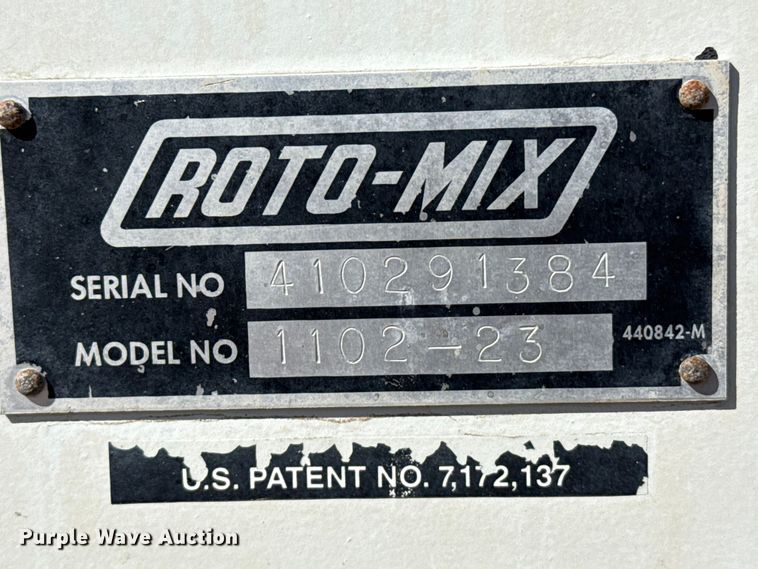 ROTO-MIX
SERIAL NO 410291384
MODEL NO 1102-23
440842-M
U.S. PATENT NO. 7,172,137
Purple Wave Auction